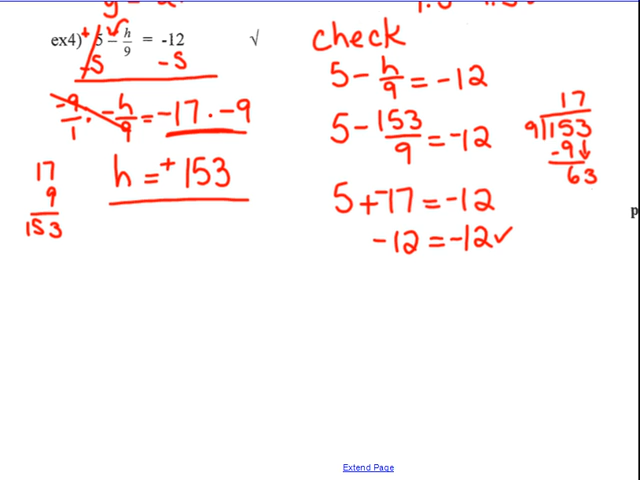 ex4) + 5 – h/9 = -12 √
-5 -5
-9/1 · -h/9 = -17 · -9
h = +153
17
9
153
check
5 - h/9 = -12
5 - 153/9 = -12
5 + -17 = -12
-12 = -12 ✓
17
9)153
-9↓
63
p
Extend Page